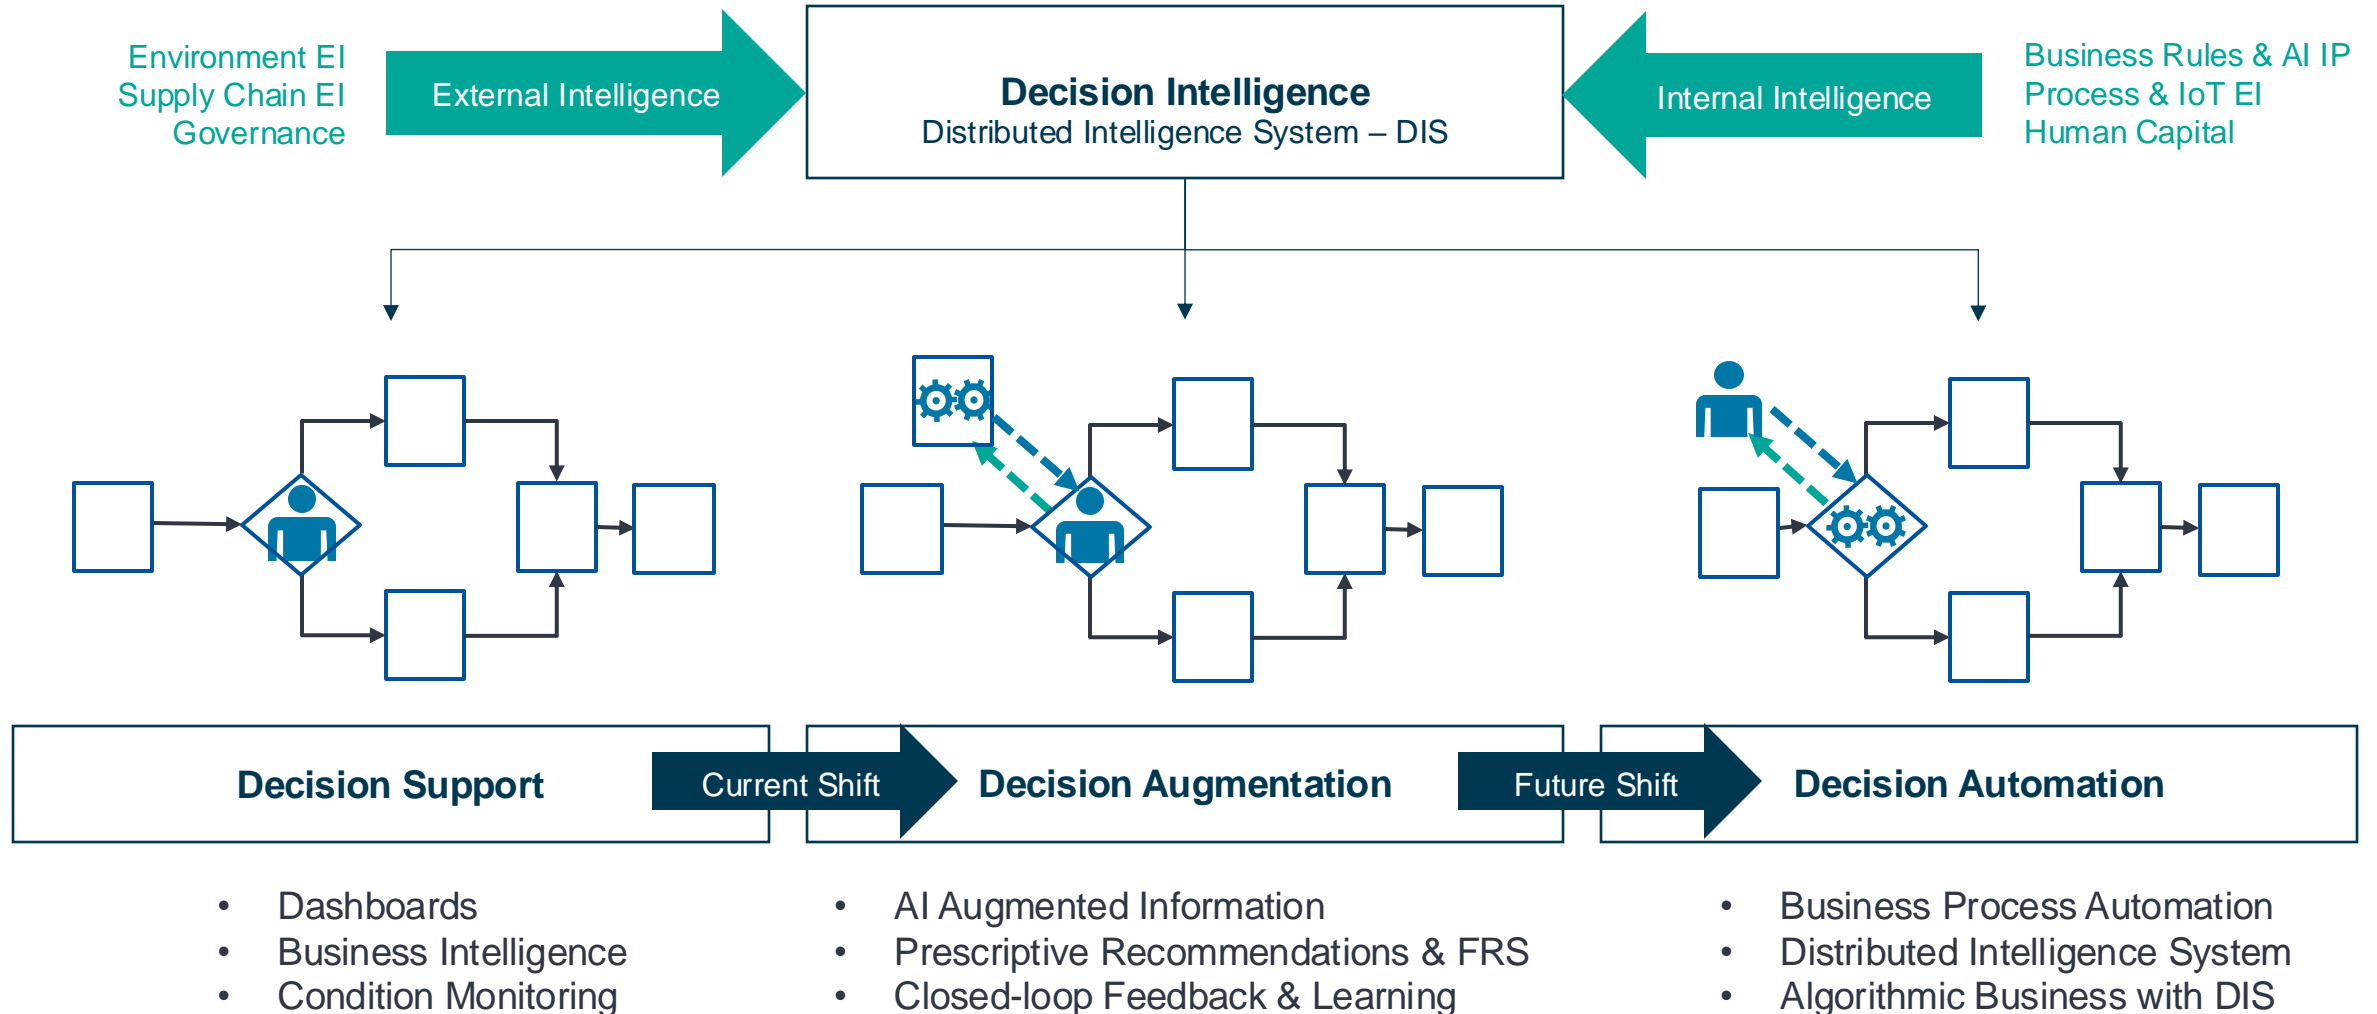 Environment EI
Supply Chain EI
Governance
External Intelligence
Decision Intelligence
Distributed Intelligence System – DIS
Internal Intelligence
Business Rules & AI IP
Process & IoT EI
Human Capital
Decision Support
Current Shift
Decision Augmentation
Future Shift
Decision Automation
• Dashboards
• Business Intelligence
• Condition Monitoring
• AI Augmented Information
• Prescriptive Recommendations & FRS
• Closed-loop Feedback & Learning
• Business Process Automation
• Distributed Intelligence System
• Algorithmic Business with DIS